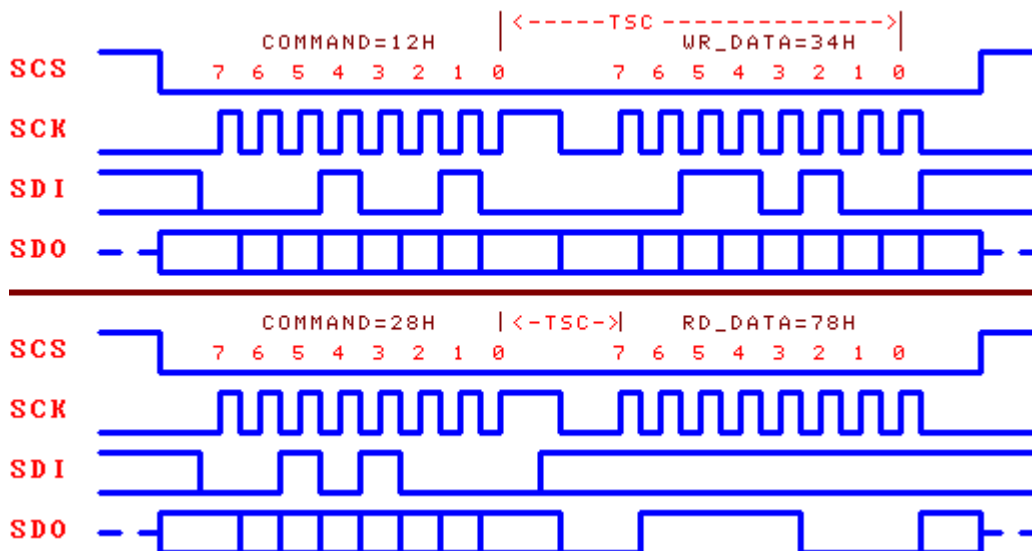 <-----TSC -------------->
COMMAND=12H WR_DATA=34H
SCS 7 6 5 4 3 2 1 0 7 6 5 4 3 2 1 0
SCK
SDI
SDO
COMMAND=28H <-TSC-> RD_DATA=78H
SCS 7 6 5 4 3 2 1 0 7 6 5 4 3 2 1 0
SCK
SDI
SDO